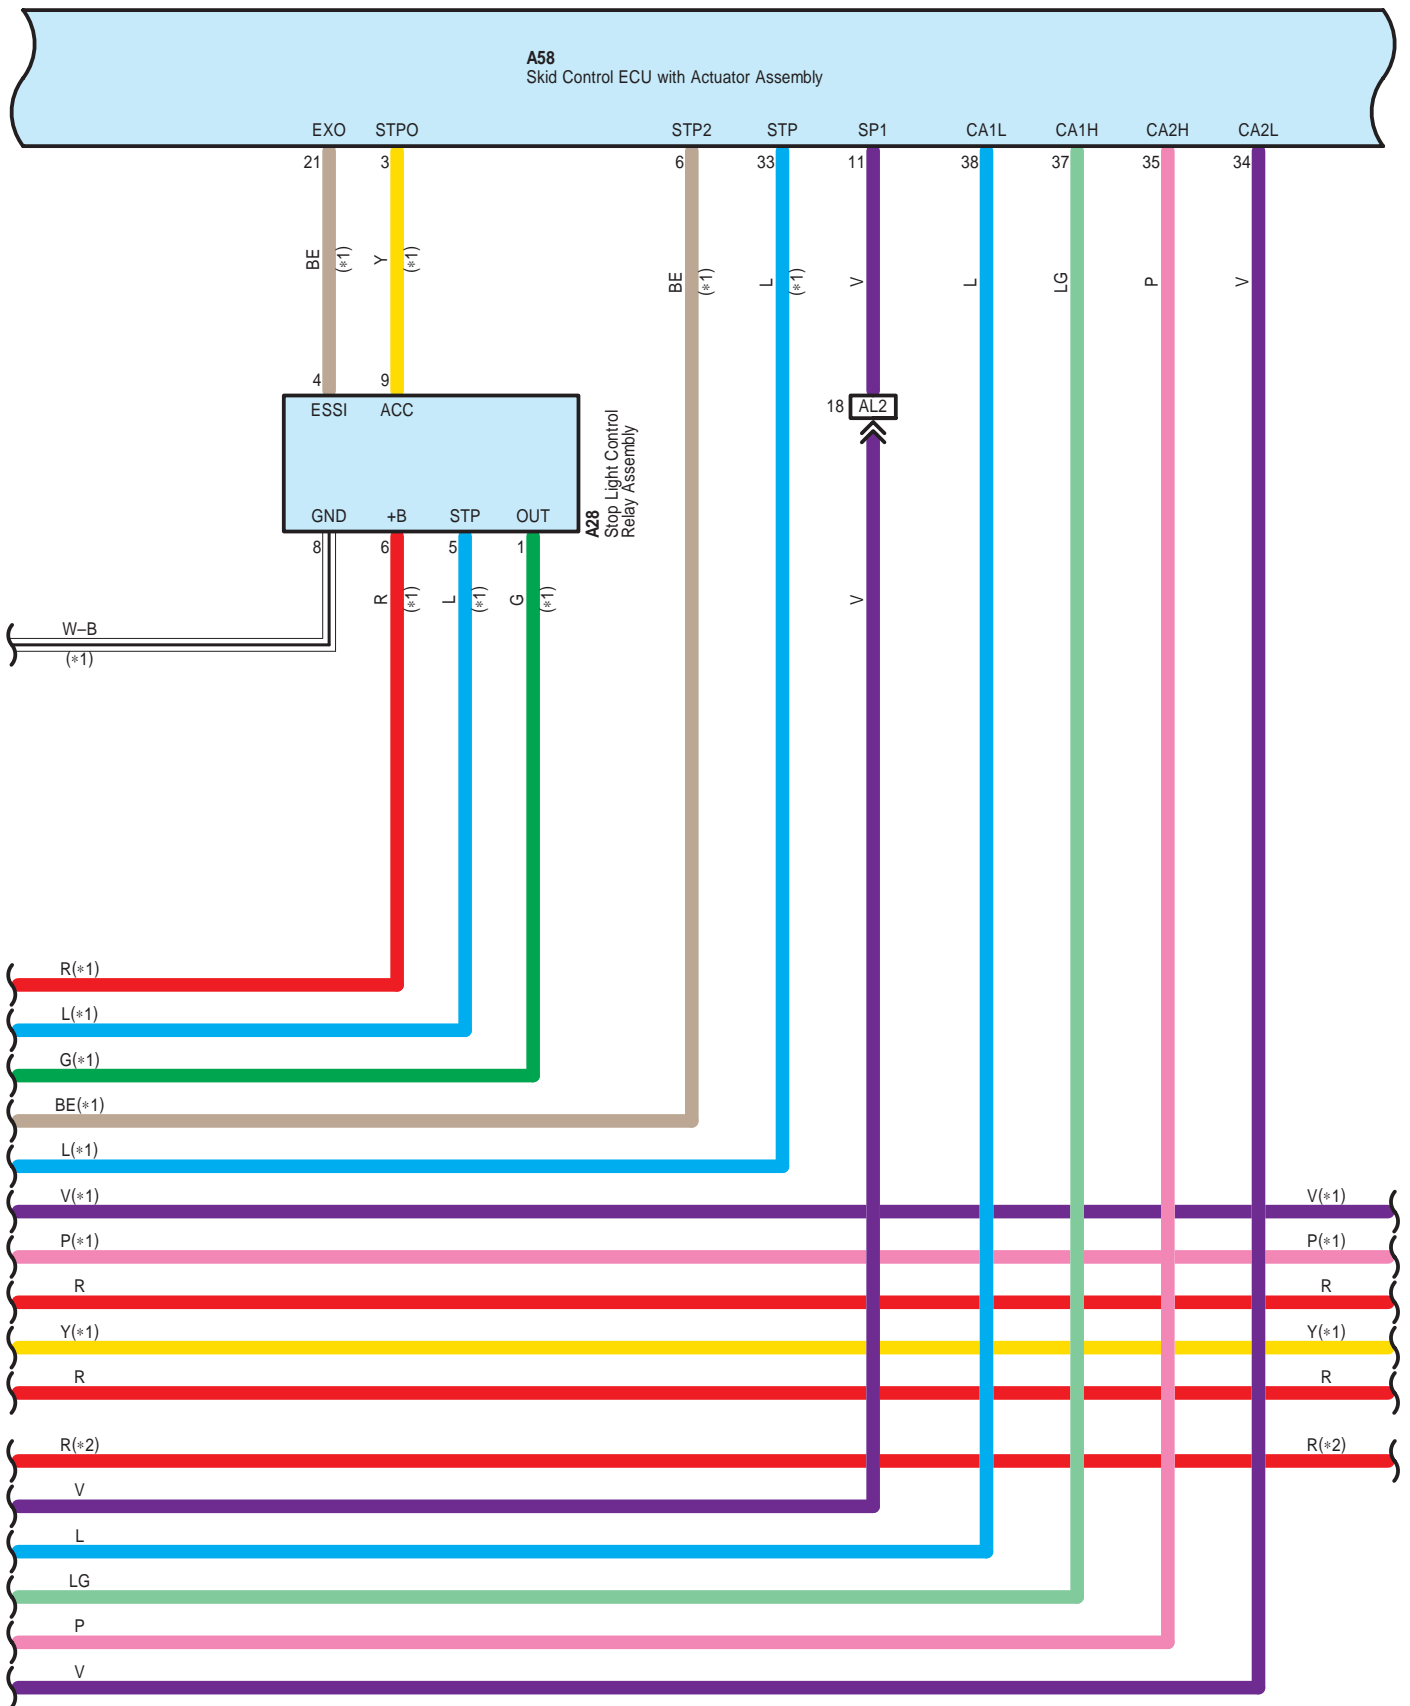 A58
Skid Control ECU with Actuator Assembly
EXO STPO STP2 STP SP1 CA1L CA1H CA2H CA2L
21 3 6 33 11 38 37 35 34
BE (*1) Y (*1) BE (*1) L (*1) V L LG P V
4 9
ESSI ACC
18 AL2
A28
Stop Light Control
Relay Assembly
GND +B STP OUT
8 6 5 1
R (*1) L (*1) G (*1) V
W–B
(*1)
R(*1)
L(*1)
G(*1)
BE(*1)
L(*1)
V(*1) V(*1)
P(*1) P(*1)
R R
Y(*1) Y(*1)
R R
R(*2) R(*2)
V
L
LG
P
V